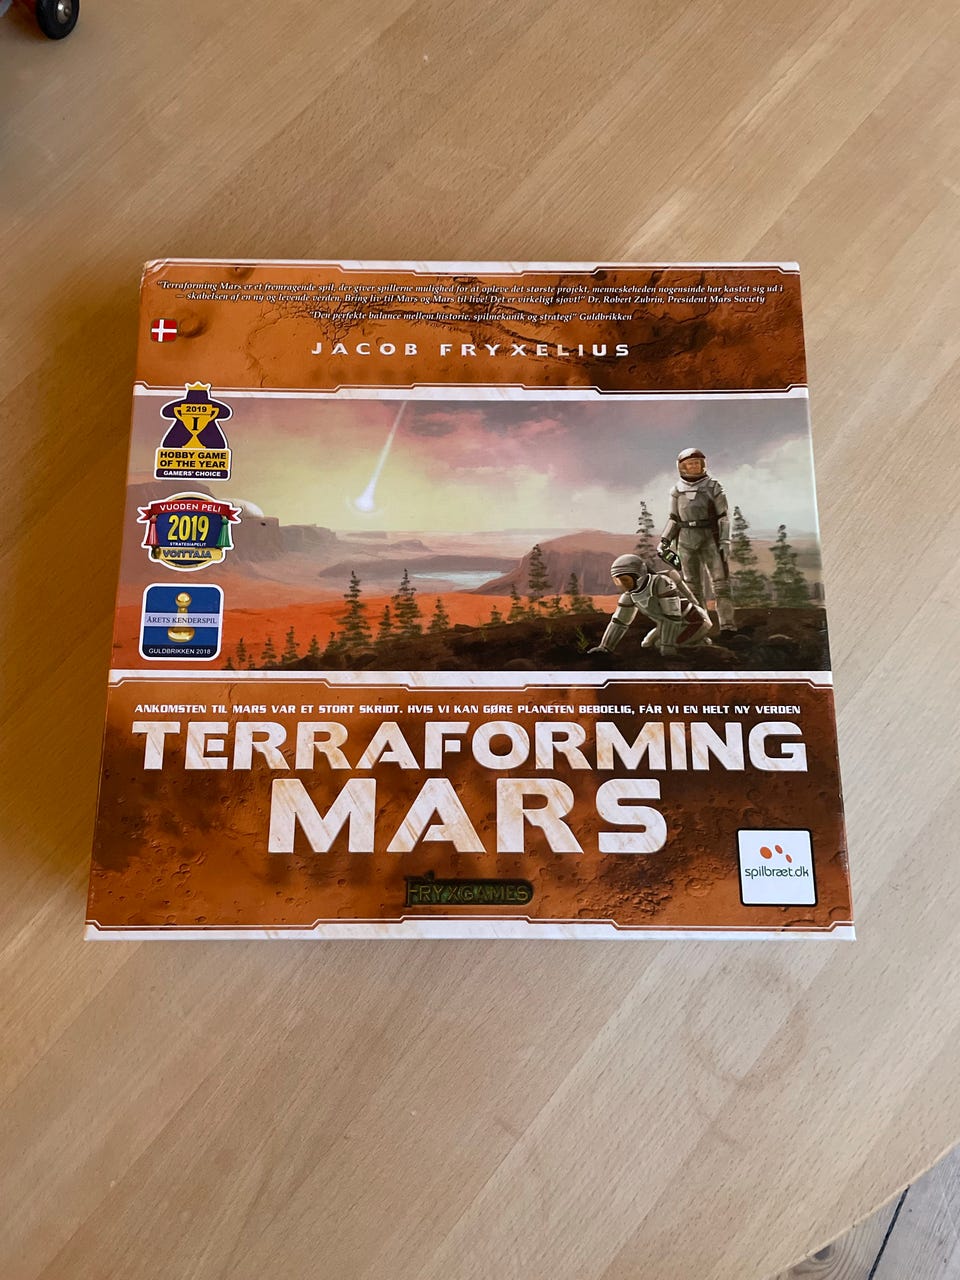 "Terraforming Mars er et fremragende spil, der giver spillerne mulighed for at opleve det største projekt, menneskeheden nogensinde har kastet sig ud i
– skabelsen af en ny og levende verden. Bring liv til Mars og Mars til live! Det er virkeligt sjovt!" Dr. Robert Zubrin, President Mars Society
"Den perfekte balance mellem historie, spilmekanik og strategi" Guldbrikken
JACOB FRYXELIUS
2019
I
HOBBY GAME
OF THE YEAR
GAMERS' CHOICE
VUODEN PELI
2019
STRATEGIAPELIT
VOITTAJA
ÅRETS KENDERSPIL
GULDBRIKKEN 2018
ANKOMSTEN TIL MARS VAR ET STORT SKRIDT. HVIS VI KAN GØRE PLANETEN BEBOELIG, FÅR VI EN HELT NY VERDEN
TERRAFORMING
MARS
FRYXGAMES
spilbræt.dk